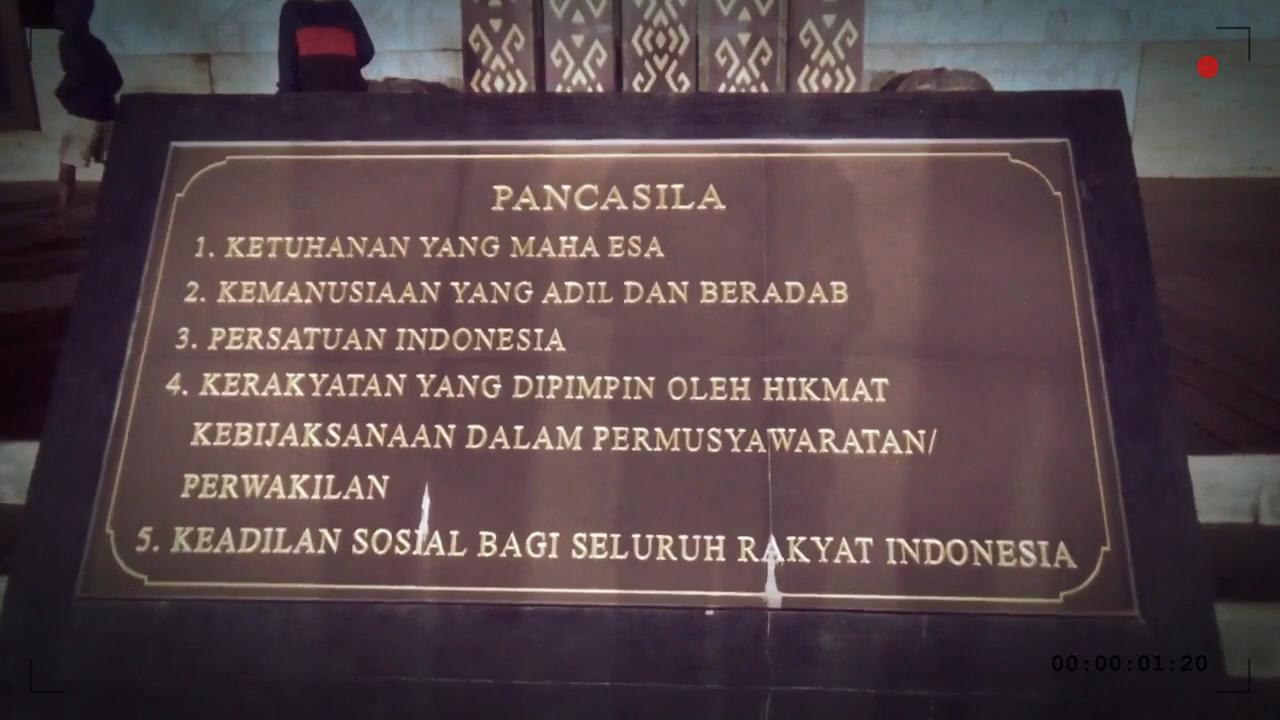 PANCASILA
1. KETUHANAN YANG MAHA ESA
2. KEMANUSIAAN YANG ADIL DAN BERADAB
3. PERSATUAN INDONESIA
4. KERAKYATAN YANG DIPIMPIN OLEH HIKMAT
KEBIJAKSANAAN DALAM PERMUSYAWARATAN/
PERWAKILAN
5. KEADILAN SOSIAL BAGI SELURUH RAKYAT INDONESIA
00:00:01:20